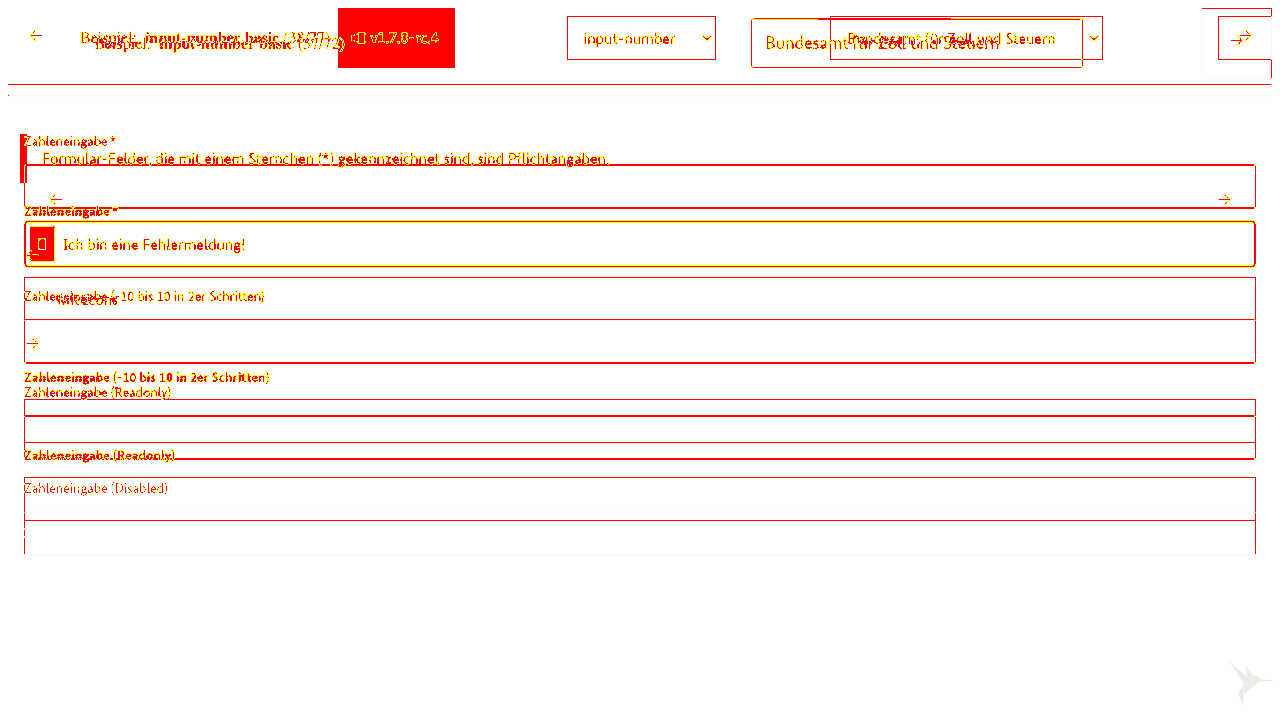 Beispiel: input-number basic (38/77)
Beispiel: input-number basic (37/72)
v1.7.0-rc.4
input-number
Bundesamt für Zoll und Steuern
Bundesamt für Zoll und Steuern
Zahleneingabe *
Formular-Felder, die mit einem Sternchen (*) gekennzeichnet sind, sind Pflichtangaben.
Zahleneingabe *
Ich bin eine Fehlermeldung!
Zahleneingabe (-10 bis 10 in 2er Schritten)
Zahleneingabe (-10 bis 10 in 2er Schritten)
Zahleneingabe (Readonly)
Zahleneingabe (Readonly)
Zahleneingabe (Disabled)